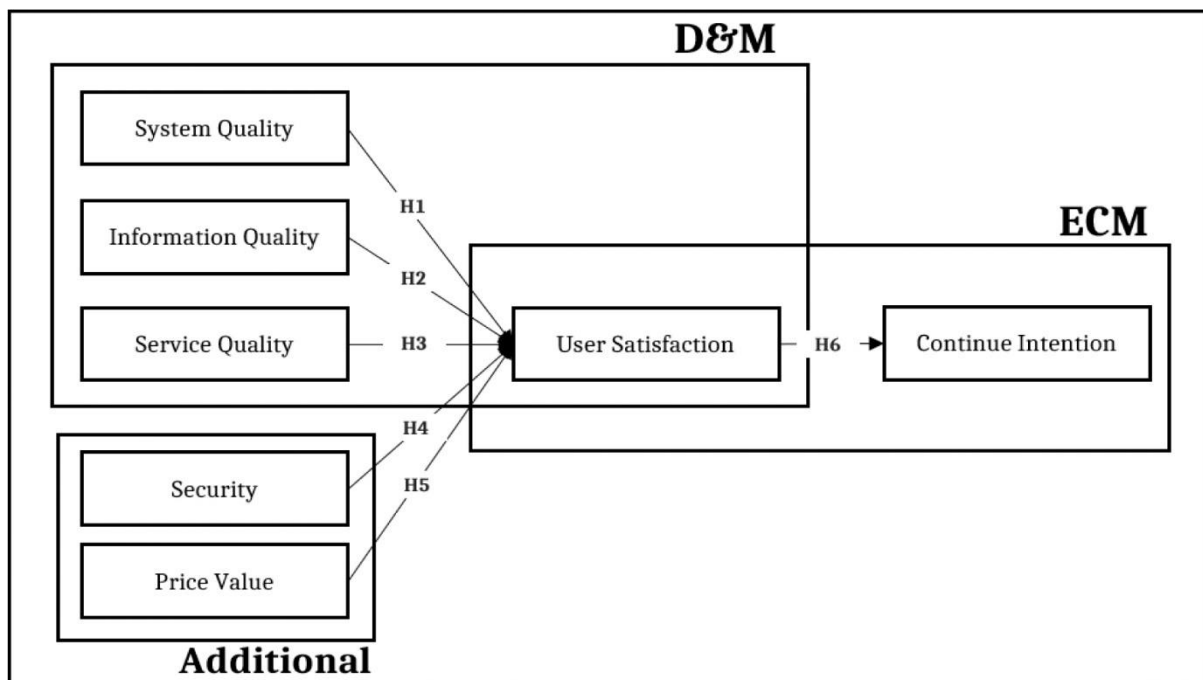 D&M
System Quality
H1
Information Quality
ECM
H2
Service Quality
H3
User Satisfaction
H6
Continue Intention
H4
Security
H5
Price Value
Additional